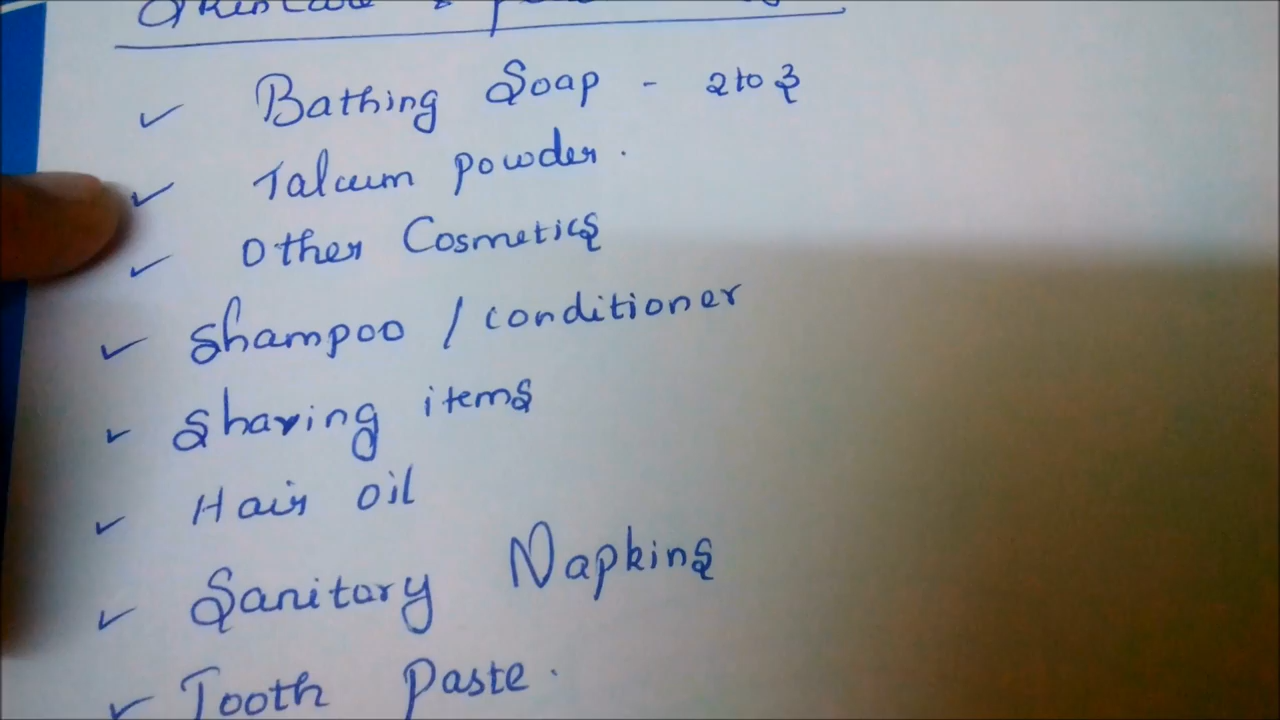 Skincare &
Bathing Soap - 2 to 3
Talcum powder.
Other Cosmetics
Shampoo / conditioner
Shaving items
Hair oil
Sanitary Napkins
Tooth Paste.